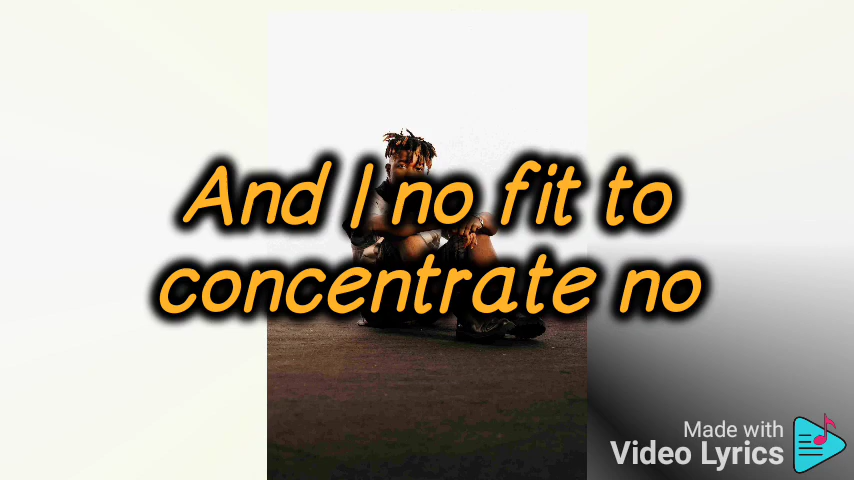 And I no fit to
concentrate no
Made with
Video Lyrics